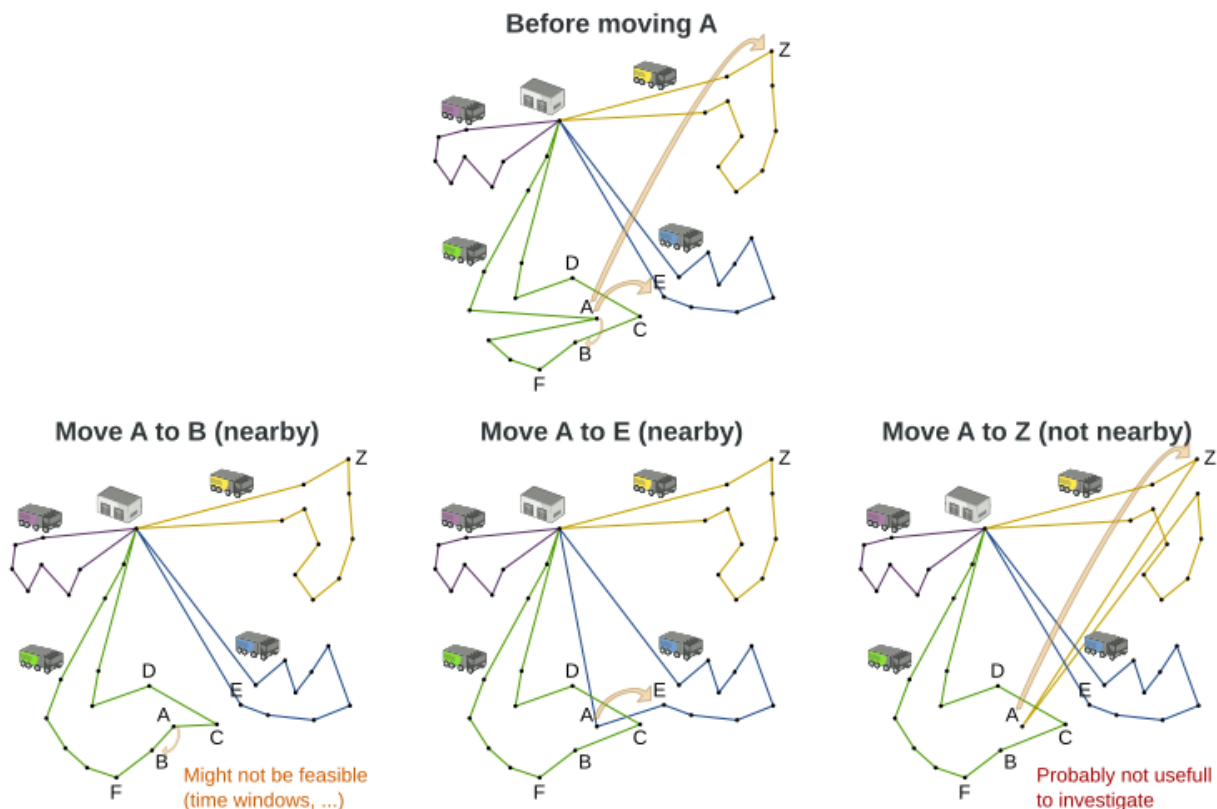 Before moving A
Z
D
E
A
C
B
F
Move A to B (nearby)
Z
D
E
A
C
B
F
Might not be feasible
(time windows, ...)
Move A to E (nearby)
Z
D
E
A
C
B
F
Move A to Z (not nearby)
Z
D
E
A
C
B
F
Probably not usefull
to investigate